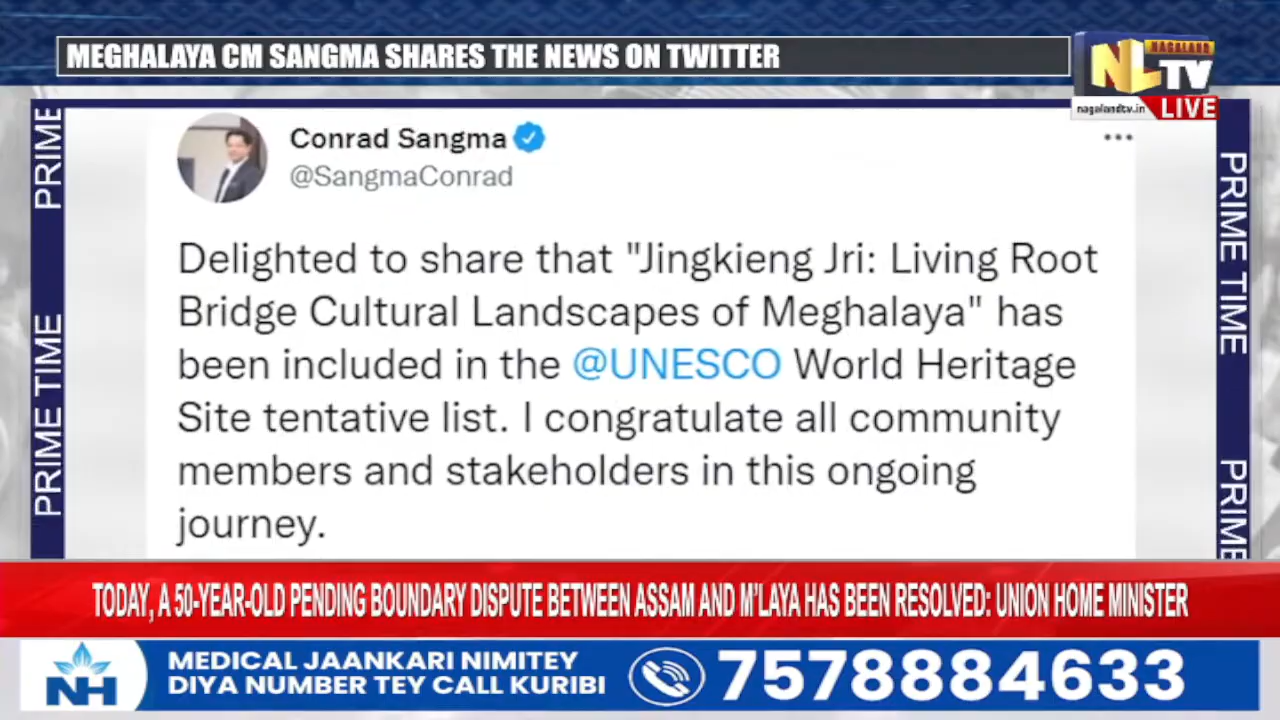 MEGHALAYA CM SANGMA SHARES THE NEWS ON TWITTER
NAGALAND
NLTV
nagalandtv.in
LIVE
PRIME
PRIME TIME
Conrad Sangma
@SangmaConrad
Delighted to share that "Jingkieng Jri: Living Root
Bridge Cultural Landscapes of Meghalaya" has
been included in the @UNESCO World Heritage
Site tentative list. I congratulate all community
members and stakeholders in this ongoing
journey.
PRIME TIME
PRIME
TODAY, A 50-YEAR-OLD PENDING BOUNDARY DISPUTE BETWEEN ASSAM AND M'LAYA HAS BEEN RESOLVED: UNION HOME MINISTER
NH
MEDICAL JAANKARI NIMITEY
DIYA NUMBER TEY CALL KURIBI
7578884633